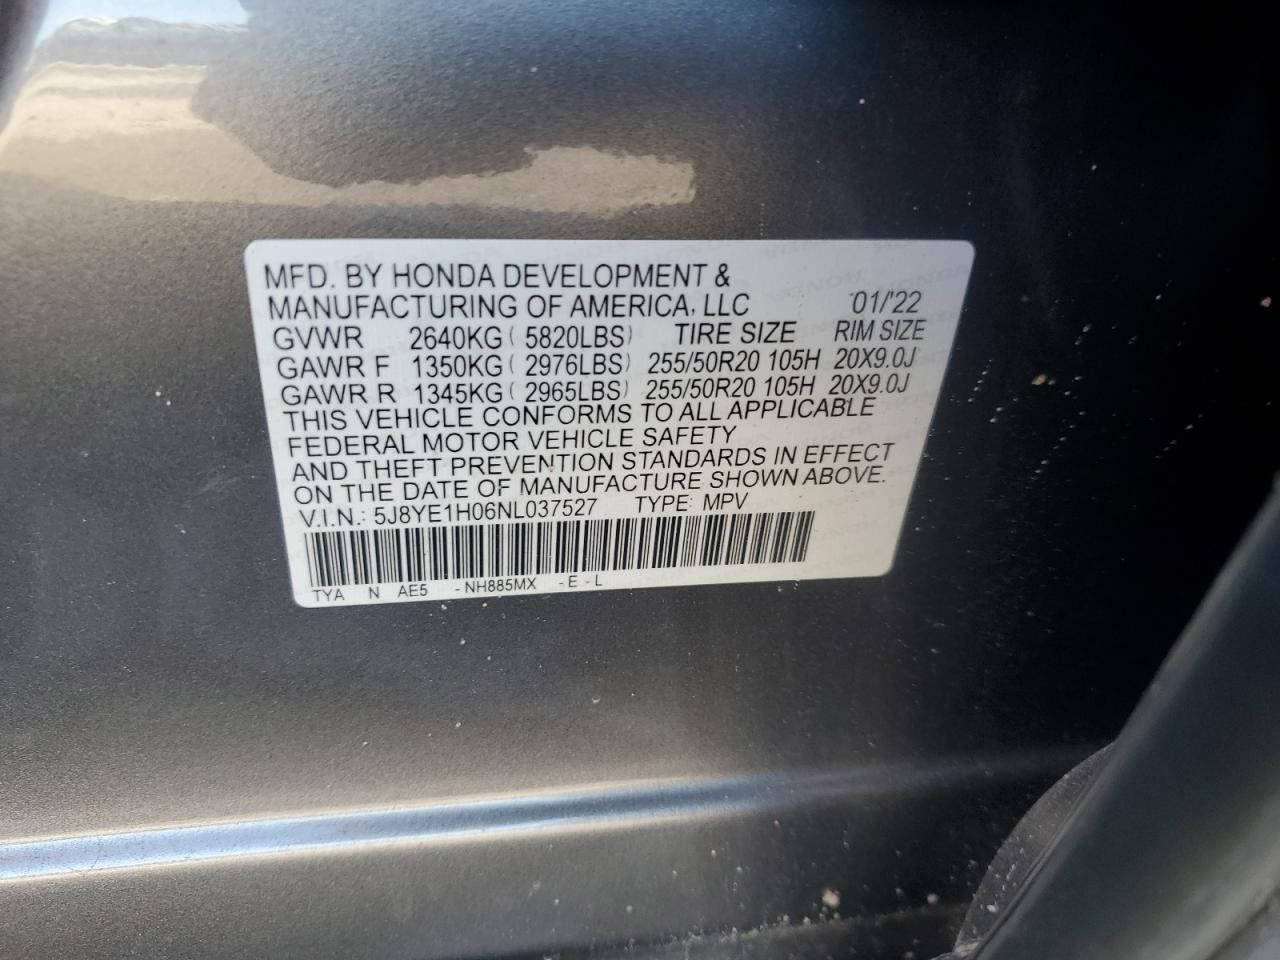 MFD. BY HONDA DEVELOPMENT &
MANUFACTURING OF AMERICA, LLC 01/'22
GVWR 2640KG ( 5820LBS) TIRE SIZE RIM SIZE
GAWR F 1350KG ( 2976LBS) 255/50R20 105H 20X9.0J
GAWR R 1345KG ( 2965LBS) 255/50R20 105H 20X9.0J
THIS VEHICLE CONFORMS TO ALL APPLICABLE
FEDERAL MOTOR VEHICLE SAFETY
AND THEFT PREVENTION STANDARDS IN EFFECT
ON THE DATE OF MANUFACTURE SHOWN ABOVE.
V.I.N.: 5J8YE1H06NL037527 TYPE: MPV
TYA N AE5 -NH885MX -E-L